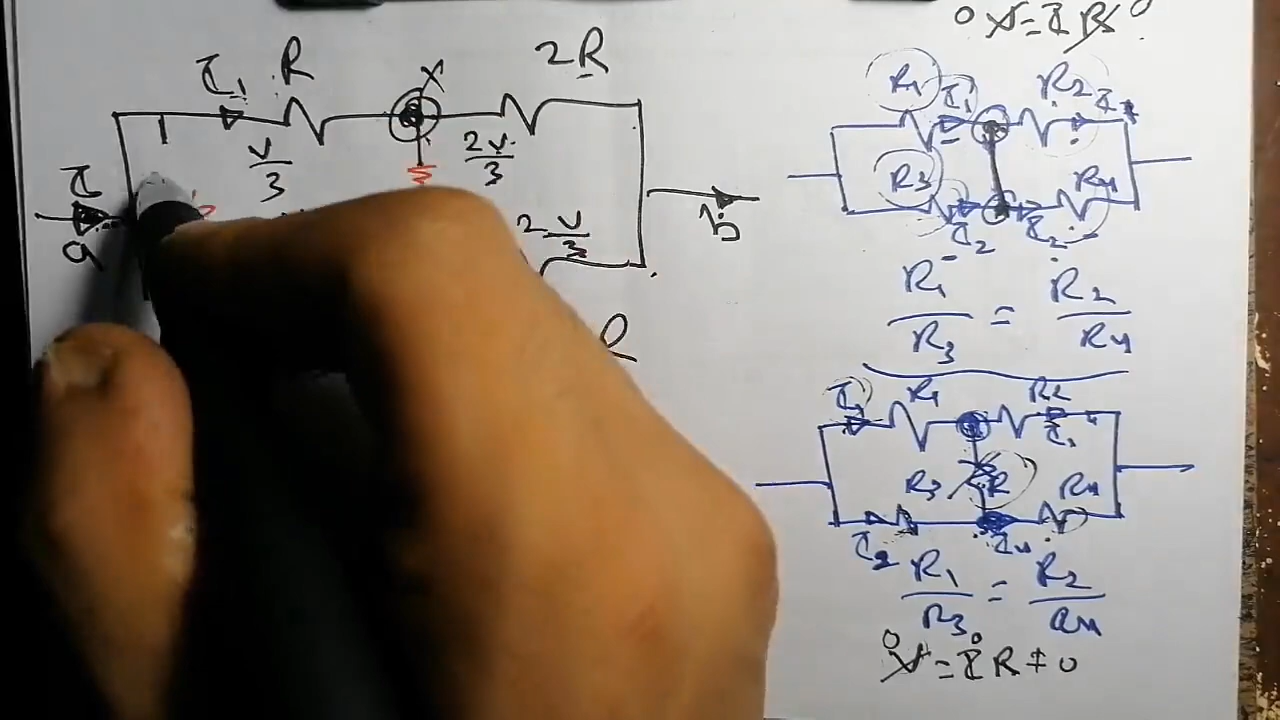 I₁ R X 2R
V/3 2V/3
I
a
2V/3
b
R
V = I R
R₁ I₁ R₂
R₃ R₄
I₂ I₂
R₁/R₃ = R₂/R₄
I₁ R₁ R₂
I₁
R₃ R R₄
I₂
R₁/R₃ = R₂/R₄
V = I R ≠ 0